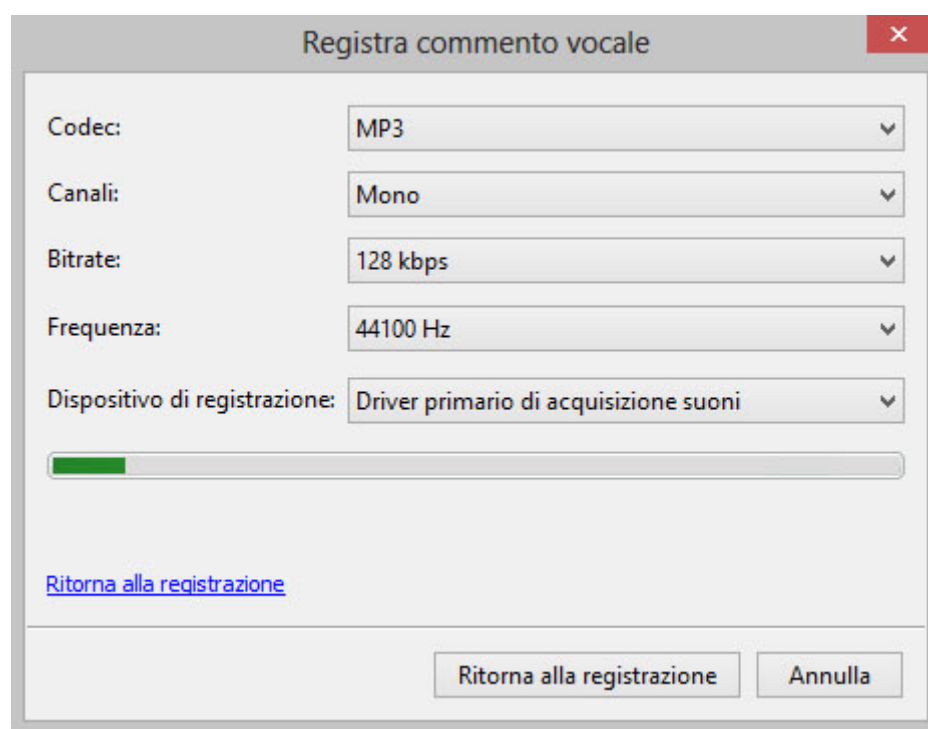 Registra commento vocale
Codec: MP3
Canali: Mono
Bitrate: 128 kbps
Frequenza: 44100 Hz
Dispositivo di registrazione: Driver primario di acquisizione suoni
Ritorna alla registrazione
Ritorna alla registrazione Annulla